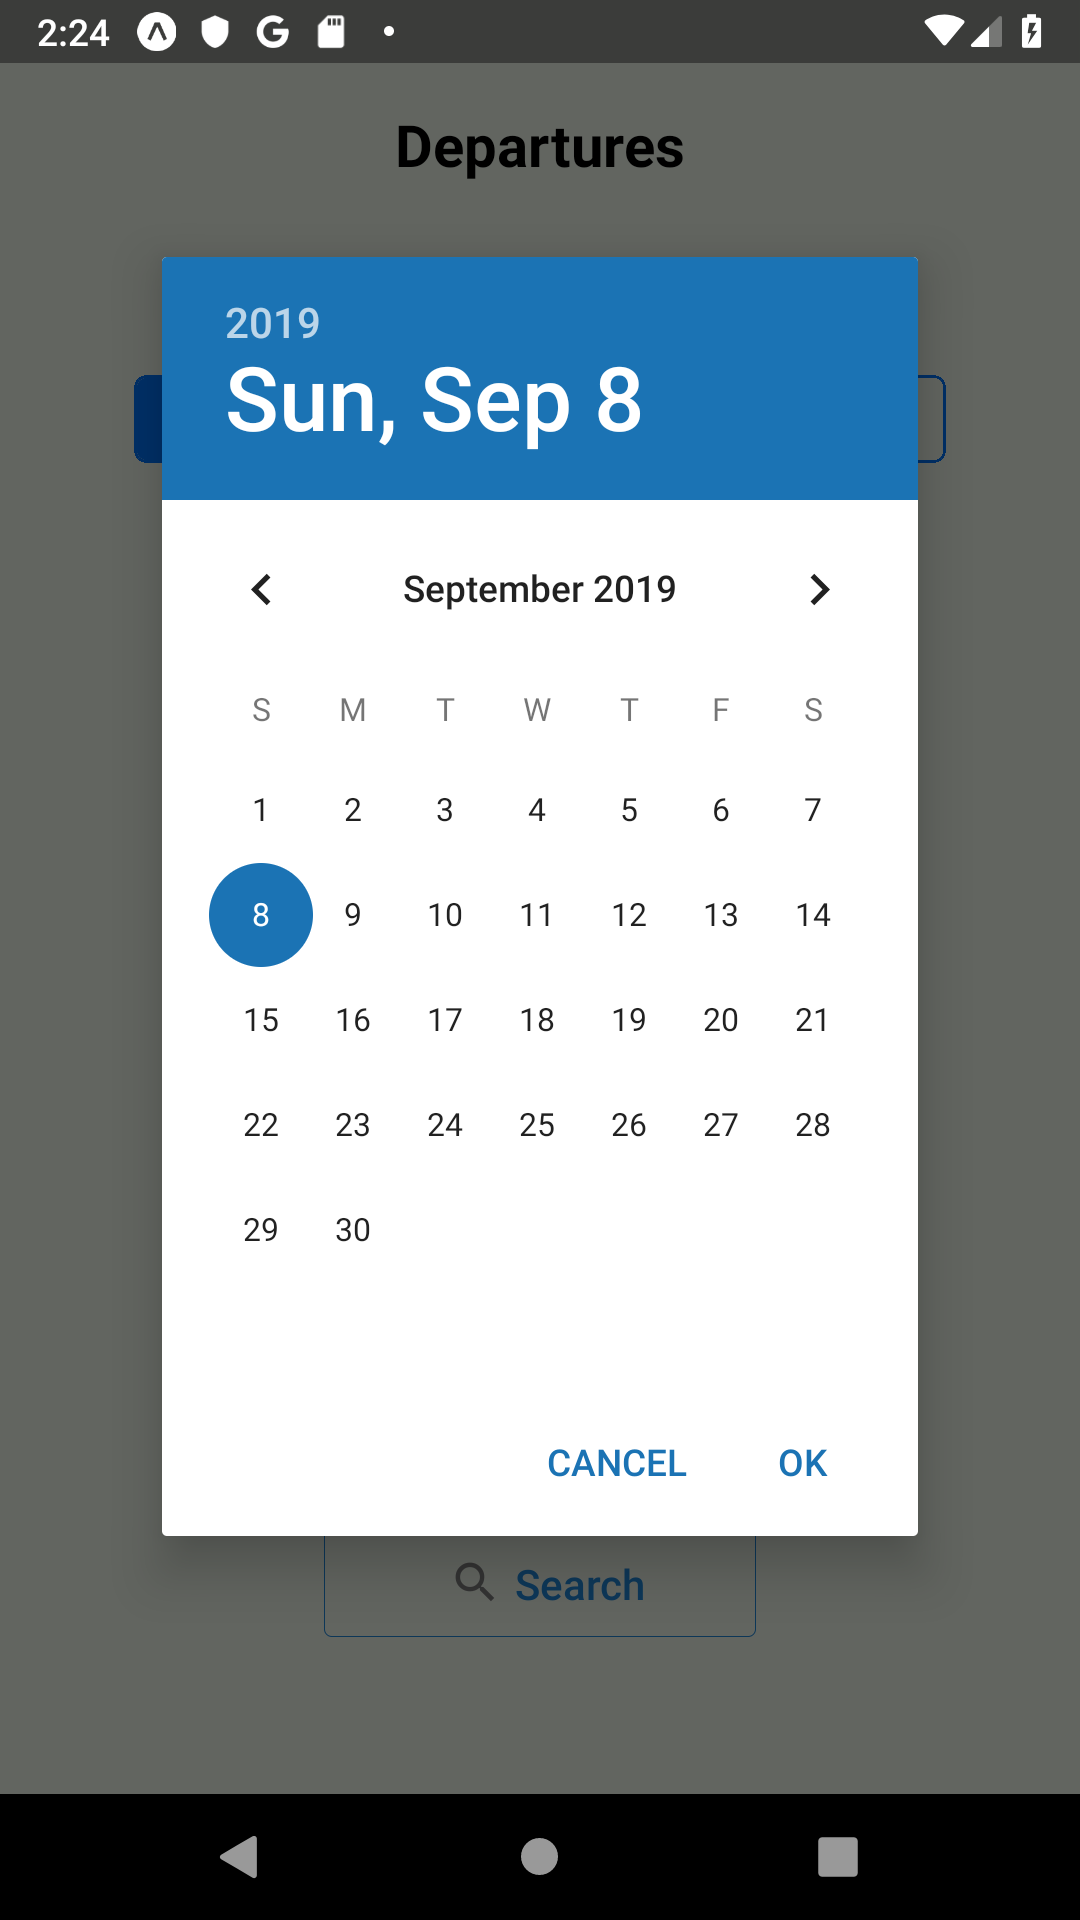 2:24
Departures
2019
Sun, Sep 8
September 2019
S M T W T F S
1 2 3 4 5 6 7
8 9 10 11 12 13 14
15 16 17 18 19 20 21
22 23 24 25 26 27 28
29 30
CANCEL OK
Search